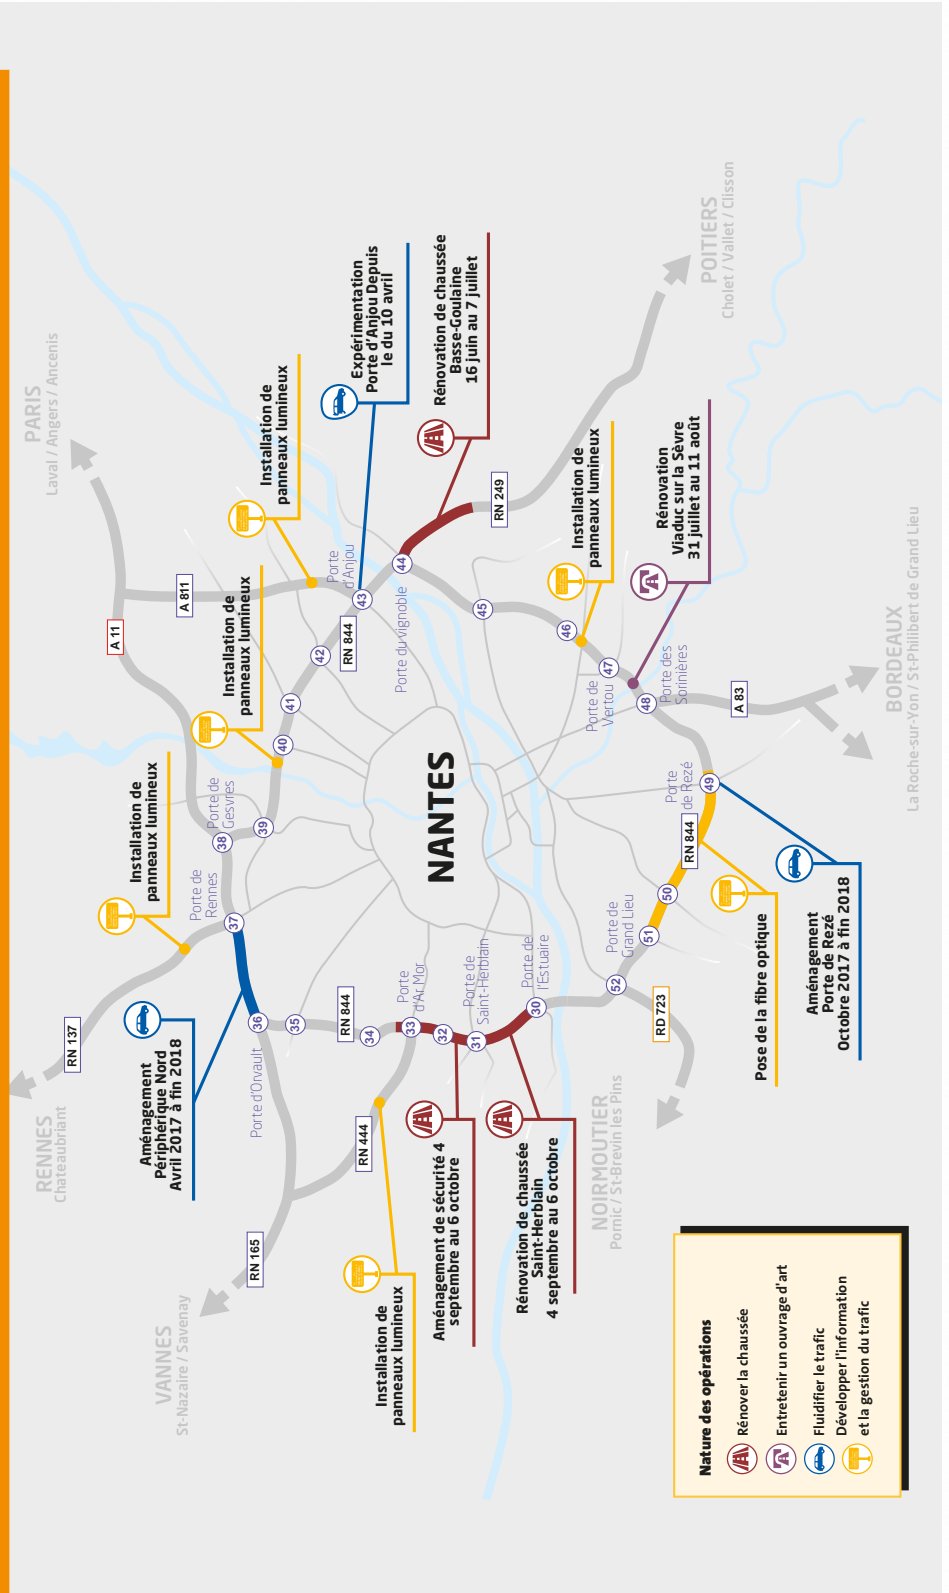 RENNES
Chateaubriant
PARIS
Laval / Angers / Ancenis
VANNES
St-Nazaire / Savenay
POITIERS
Cholet / Vallet / Clisson
NOIRMOUTIER
Pornic / St-Brevin les Pins
BORDEAUX
La Roche-sur-Yon / St-Philibert de Grand Lieu
NANTES
RN 137
A 11
A 811
RN 165
RN 444
RN 844
RN 844
RN 844
RN 249
A 83
RD 723
Aménagement
Périphérique Nord
Avril 2017 à fin 2018
Installation de
panneaux lumineux
Installation de
panneaux lumineux
Installation de
panneaux lumineux
Expérimentation
Porte d'Anjou Depuis
le du 10 avril
Rénovation de chaussée
Basse-Goulaine
16 juin au 7 juillet
Installation de
panneaux lumineux
Rénovation
Viaduc sur la Sèvre
31 juillet au 11 août
Installation de
panneaux lumineux
Aménagement de sécurité 4
septembre au 6 octobre
Rénovation de chaussée
Saint-Herblain
4 septembre au 6 octobre
Pose de la fibre optique
Aménagement
Porte de Rezé
Octobre 2017 à fin 2018
Porte d'Orvault
Porte de
Rennes
Porte de
Gesvres
Porte
d'Anjou
Porte du vignoble
Porte de
Vertou
Porte des
Sorinières
Porte
de Rezé
Porte de
Grand Lieu
Porte de
l'Estuaire
Porte de
Saint-Herblain
Porte
d'Ar Mor
30
31
32
33
34
35
36
37
38
39
40
41
42
43
44
45
46
47
48
49
50
51
52
Nature des opérations
Rénover la chaussée
Entretenir un ouvrage d'art
Fluidifier le trafic
Développer l'information
et la gestion du trafic